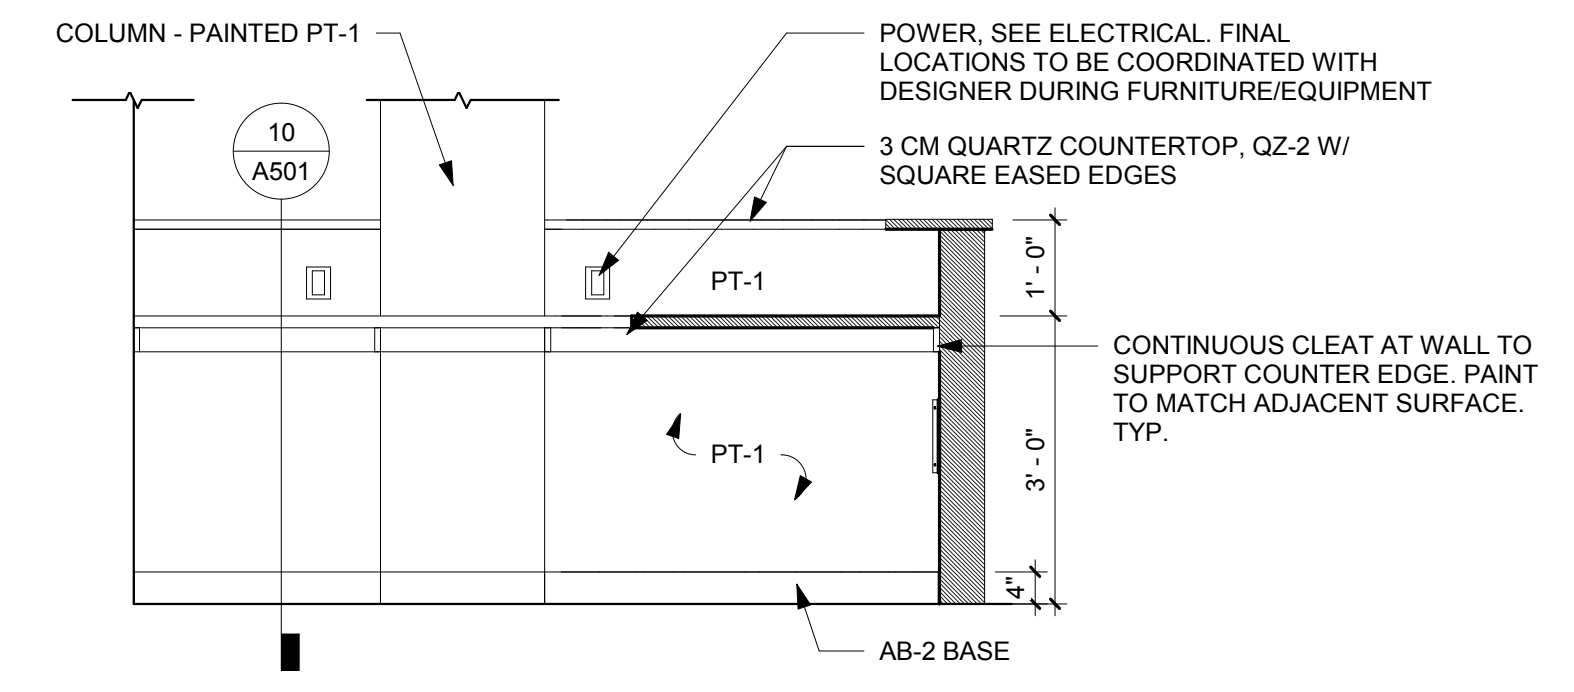 COLUMN - PAINTED PT-1
POWER, SEE ELECTRICAL. FINAL
LOCATIONS TO BE COORDINATED WITH
DESIGNER DURING FURNITURE/EQUIPMENT
10
A501
3 CM QUARTZ COUNTERTOP, QZ-2 W/
SQUARE EASED EDGES
PT-1
1' - 0"
CONTINUOUS CLEAT AT WALL TO
SUPPORT COUNTER EDGE. PAINT
TO MATCH ADJACENT SURFACE.
TYP.
PT-1
3' - 0"
4"
AB-2 BASE